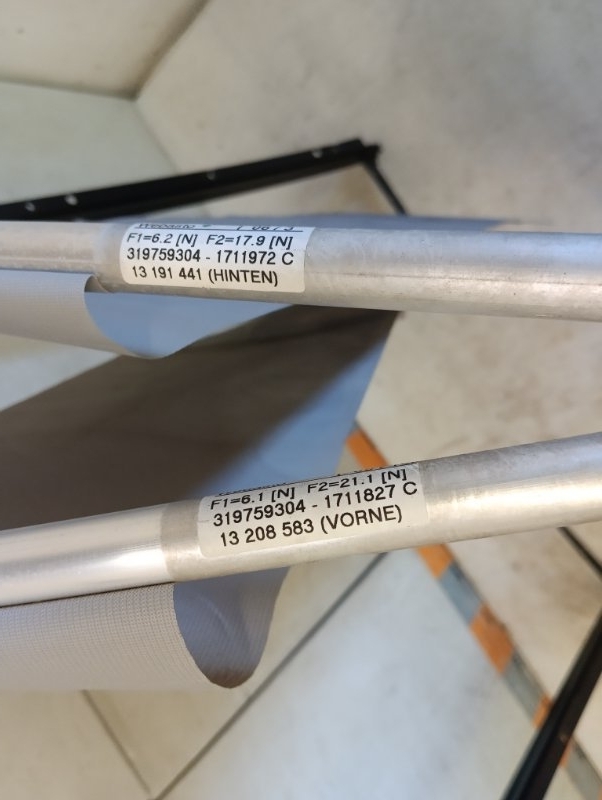 Webasto
F1=6.2 [N] F2=17.9 [N]
319759304 - 1711972 C
13 191 441 (HINTEN)
F1=6.1 [N] F2=21.1 [N]
319759304 - 1711827 C
13 208 583 (VORNE)